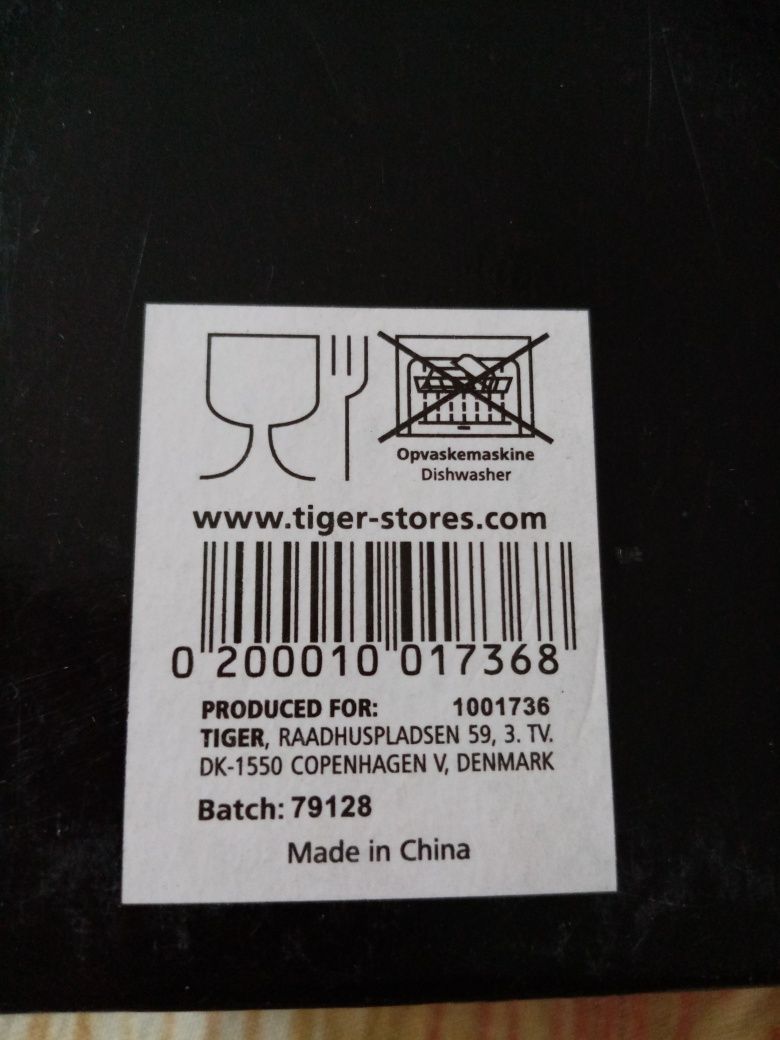 Opvaskemaskine
Dishwasher
www.tiger-stores.com
0 200010 017368
PRODUCED FOR: 1001736
TIGER, RAADHUSPLADSEN 59, 3. TV.
DK-1550 COPENHAGEN V, DENMARK
Batch: 79128
Made in China